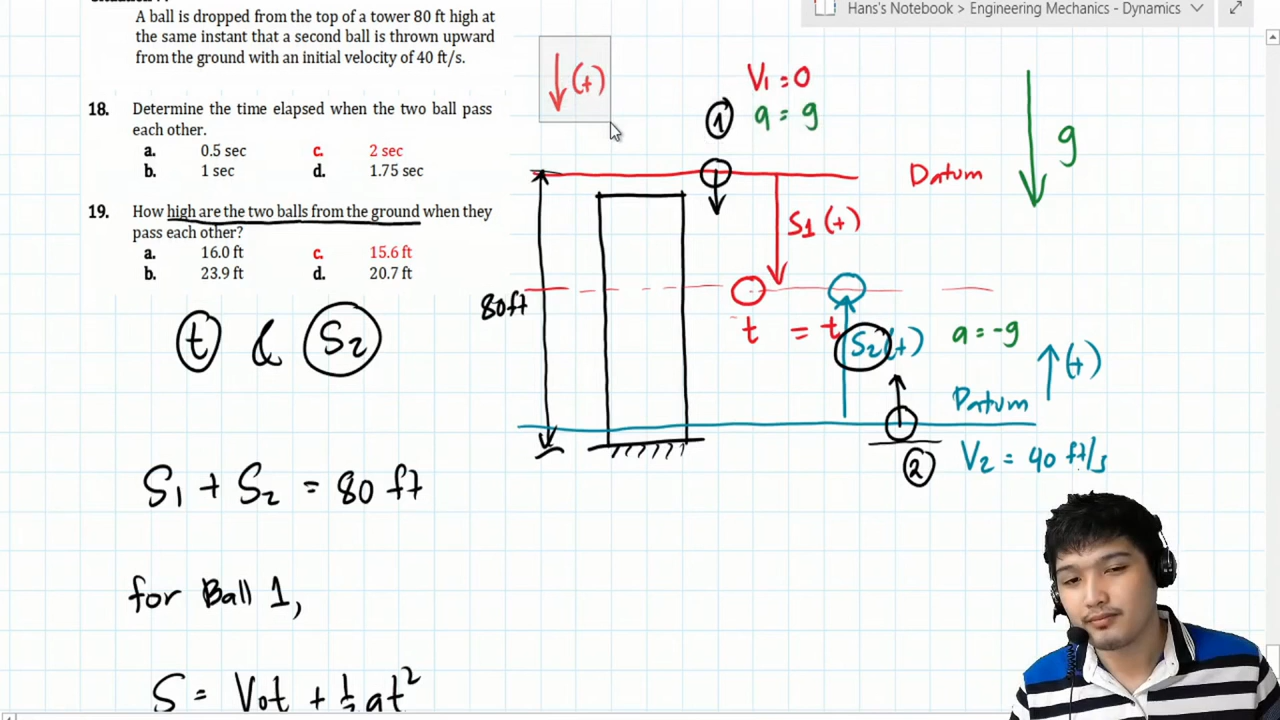 A ball is dropped from the top of a tower 80 ft high at
the same instant that a second ball is thrown upward
from the ground with an initial velocity of 40 ft/s.
18. Determine the time elapsed when the two ball pass
each other.
a. 0.5 sec c. 2 sec
b. 1 sec d. 1.75 sec
19. How high are the two balls from the ground when they
pass each other?
a. 16.0 ft c. 15.6 ft
b. 23.9 ft d. 20.7 ft
t & S2
S1 + S2 = 80 ft
for Ball 1,
S = Vot + ½at²
Hans's Notebook > Engineering Mechanics - Dynamics
(+)
V1 = 0
1 a = g
g
Datum
S1 (+)
80ft
t = t
S2 (+) a = -g
(+)
Datum
2 V2 = 40 ft/s